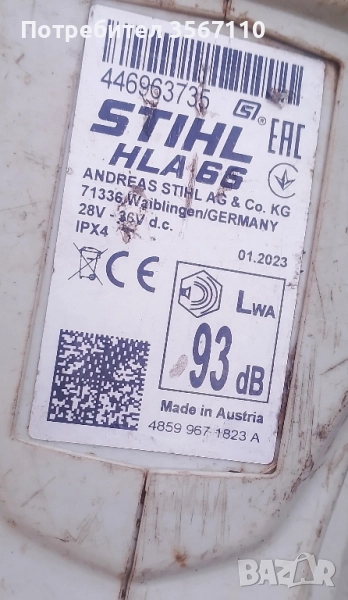 Потребител 3567110
446963735
STIHL
HLA 66
EAC
ANDREAS STIHL AG & Co. KG
71336 Waiblingen/GERMANY
28V - 36V d.c.
IPX4
01.2023
CE
LWA
93 dB
Made in Austria
4859 967 1823 A
BAZAR